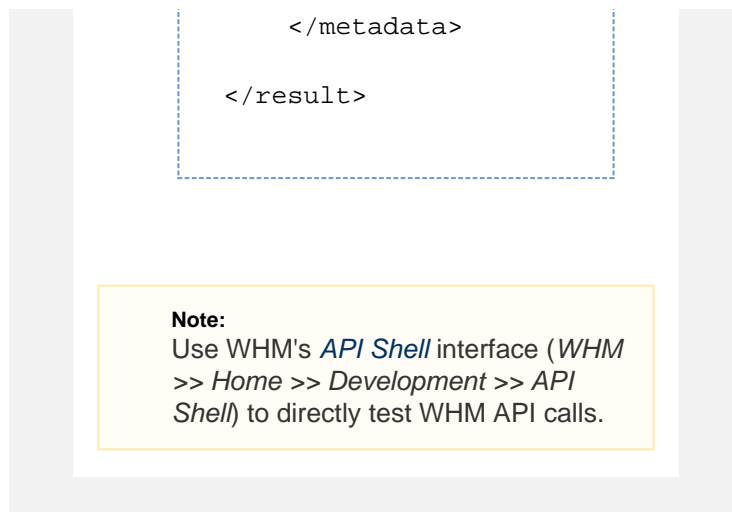 </metadata>
</result>
Note:
Use WHM's API Shell interface (WHM
>> Home >> Development >> API
Shell) to directly test WHM API calls.